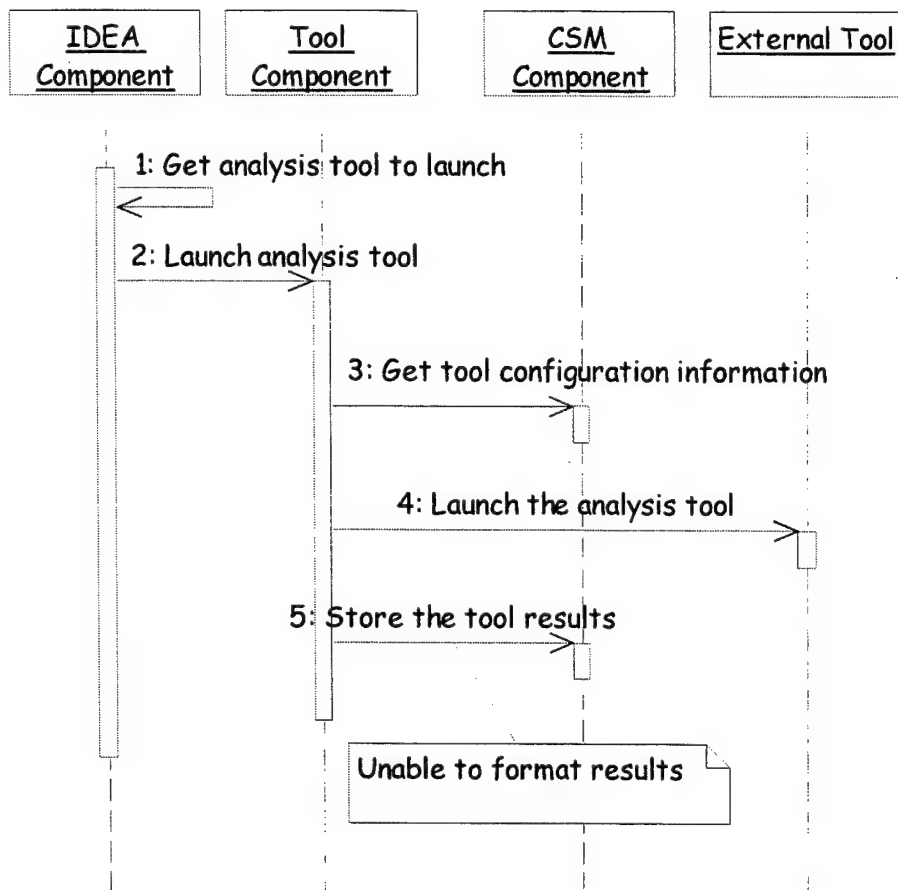 IDEA
Component
Tool
Component
CSM
Component
External Tool
1: Get analysis tool to launch
2: Launch analysis tool
3: Get tool configuration information
4: Launch the analysis tool
5: Store the tool results
Unable to format results